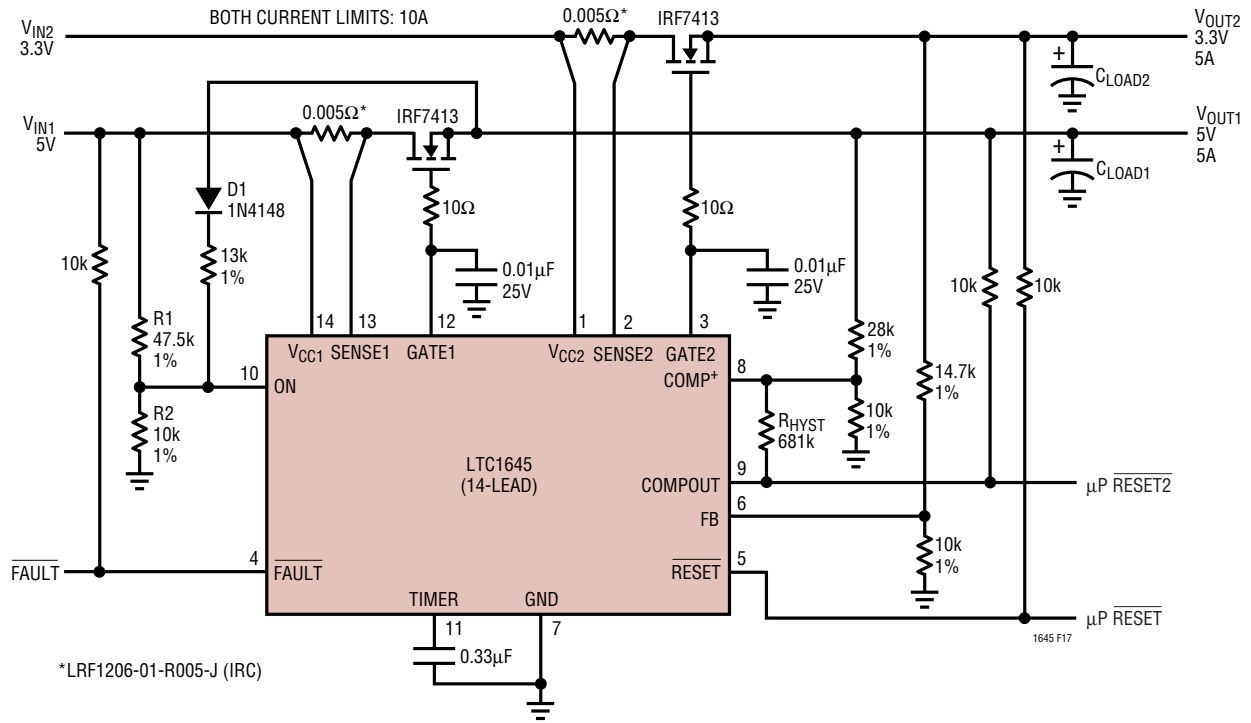 BOTH CURRENT LIMITS: 10A
0.005Ω*
IRF7413
VIN2
3.3V
VOUT2
3.3V
5A
CLOAD2
+
VIN1
5V
0.005Ω*
IRF7413
VOUT1
5V
5A
CLOAD1
+
D1
1N4148
10Ω
10Ω
10k
13k
1%
0.01µF
25V
0.01µF
25V
10k
10k
R1
47.5k
1%
14
13
12
1
2
3
28k
1%
VCC1
SENSE1
GATE1
VCC2
SENSE2
GATE2
10
ON
8
COMP+
14.7k
1%
R2
10k
1%
RHYST
681k
10k
1%
LTC1645
(14-LEAD)
9
COMPOUT
µP RESET2
6
FB
10k
1%
FAULT
4
FAULT
5
RESET
TIMER
GND
11
7
µP RESET
1645 F17
0.33µF
*LRF1206-01-R005-J (IRC)